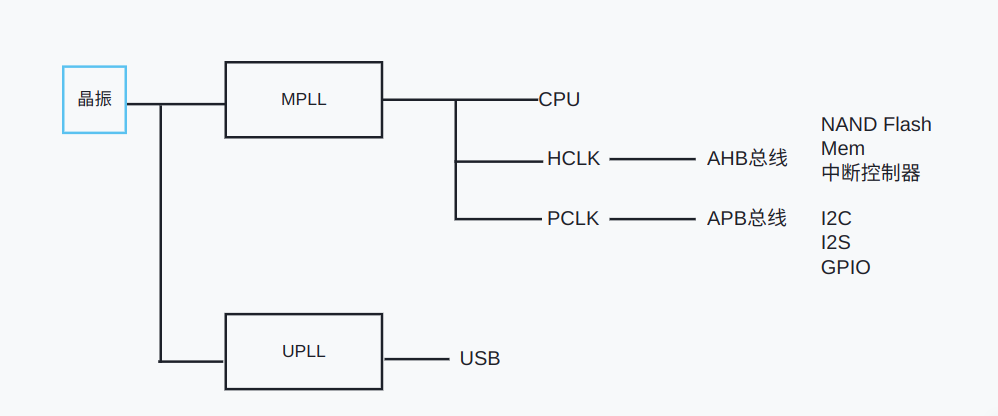 晶振
MPLL
CPU
HCLK
AHB总线
NAND Flash
Mem
中断控制器
PCLK
APB总线
I2C
I2S
GPIO
UPLL
USB